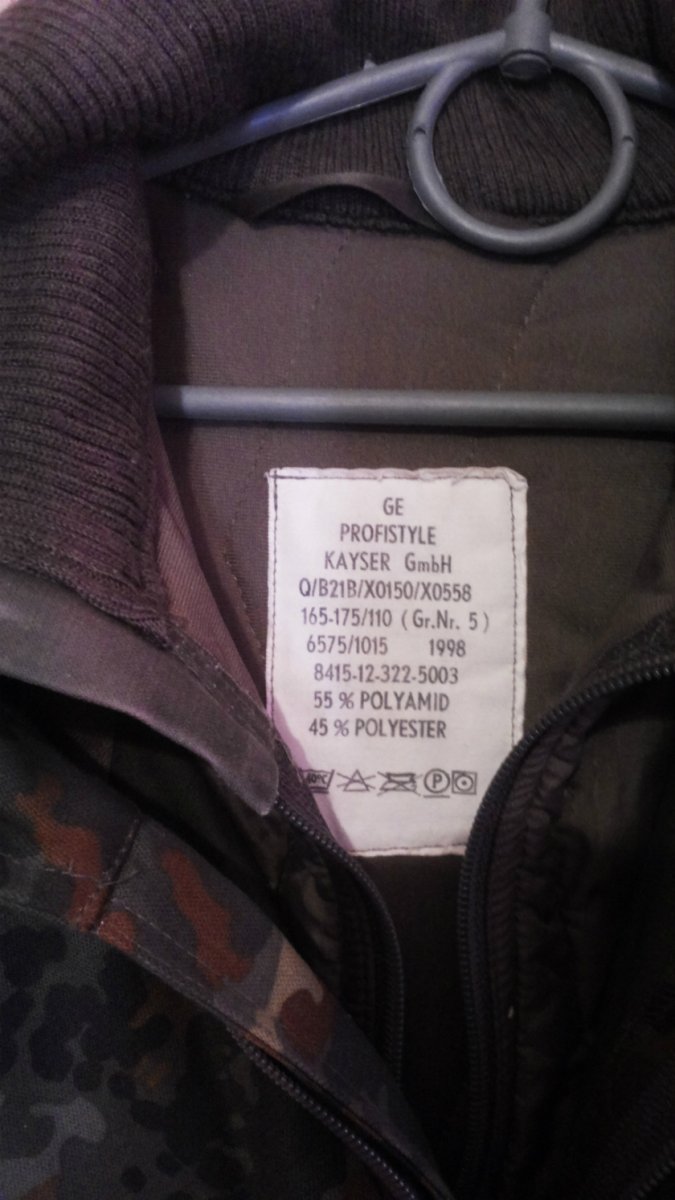 GE
PROFISTYLE
KAYSER GmbH
Q/B21B/X0150/X0558
165-175/110 ( Gr.Nr. 5 )
6575/1015 1998
8415-12-322-5003
55 % POLYAMID
45 % POLYESTER
P